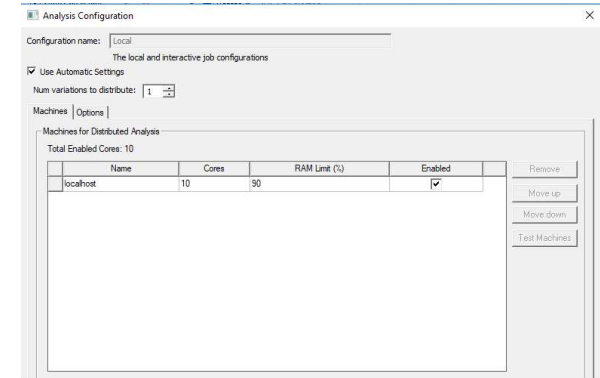 Analysis Configuration
Configuration name: Local
The local and interactive job configurations
Use Automatic Settings
Num variations to distribute: 1
Machines Options
Machines for Distributed Analysis
Total Enabled Cores: 10
Name Cores RAM Limit (%) Enabled
localhost 10 90
Remove
Move up
Move down
Test Machines